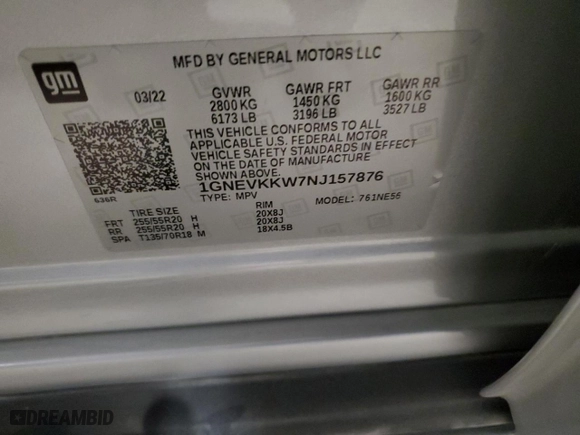 gm
MFD BY GENERAL MOTORS LLC
03/22 GVWR GAWR FRT GAWR RR
2800 KG 1450 KG 1600 KG
6173 LB 3196 LB 3527 LB
THIS VEHICLE CONFORMS TO ALL
APPLICABLE U.S. FEDERAL MOTOR
VEHICLE SAFETY STANDARDS IN EFFECT
ON THE DATE OF MANUFACTURE
SHOWN ABOVE.
1GNEVKKW7NJ157876
636R TYPE: MPV MODEL: 761NE56
TIRE SIZE RIM
FRT 255/55R20 H 20X8J
RR 255/55R20 H 20X8J
SPA T135/70R18 M 18X4.5B
DREAMBID